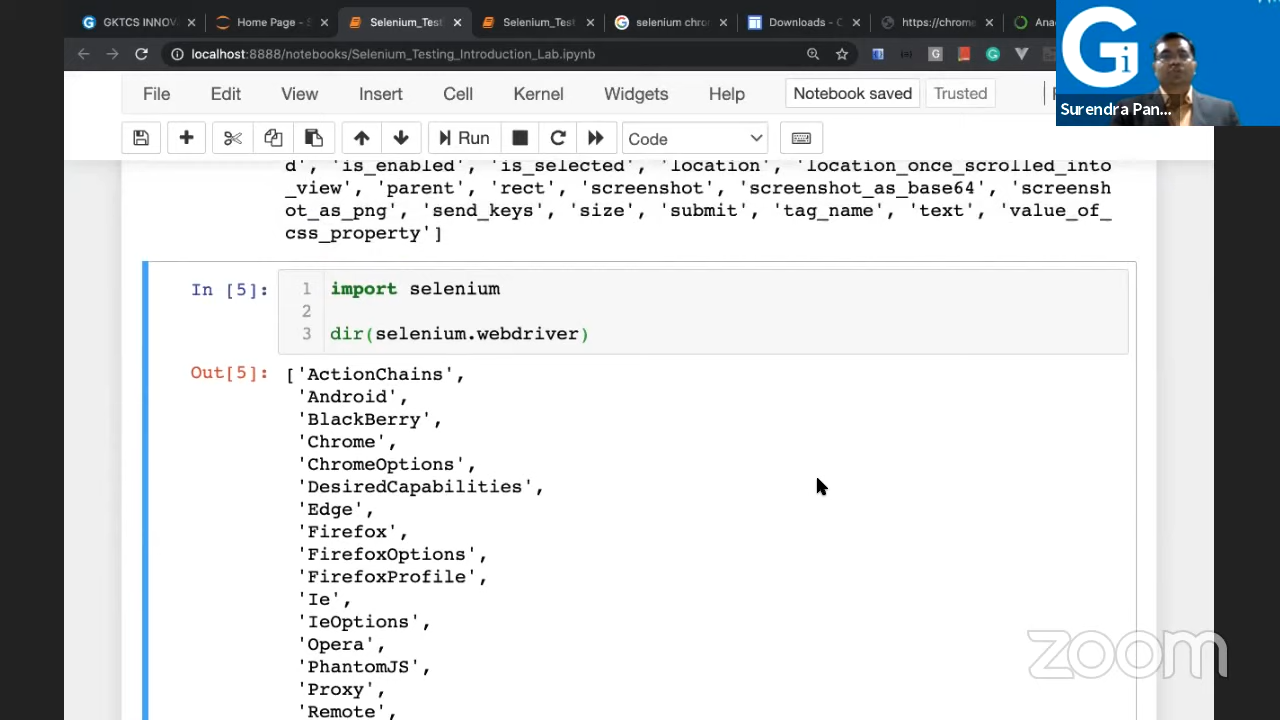 GKTCS INNOV
Home Page - S
Selenium_Test
Selenium_Test
selenium chro
Downloads - C
https://chrome
Ana
localhost:8888/notebooks/Selenium_Testing_Introduction_Lab.ipynb
Gi
Surendra Pan...
File Edit View Insert Cell Kernel Widgets Help Notebook saved Trusted
Run Code
d', 'is_enabled', 'is_selected', 'location', 'location_once_scrolled_into
_view', 'parent', 'rect', 'screenshot', 'screenshot_as_base64', 'screensh
ot_as_png', 'send_keys', 'size', 'submit', 'tag_name', 'text', 'value_of_
css_property']
In [5]:
1 import selenium
2
3 dir(selenium.webdriver)
Out[5]:
['ActionChains',
'Android',
'BlackBerry',
'Chrome',
'ChromeOptions',
'DesiredCapabilities',
'Edge',
'Firefox',
'FirefoxOptions',
'FirefoxProfile',
'Ie',
'IeOptions',
'Opera',
'PhantomJS',
'Proxy',
'Remote',
zoom